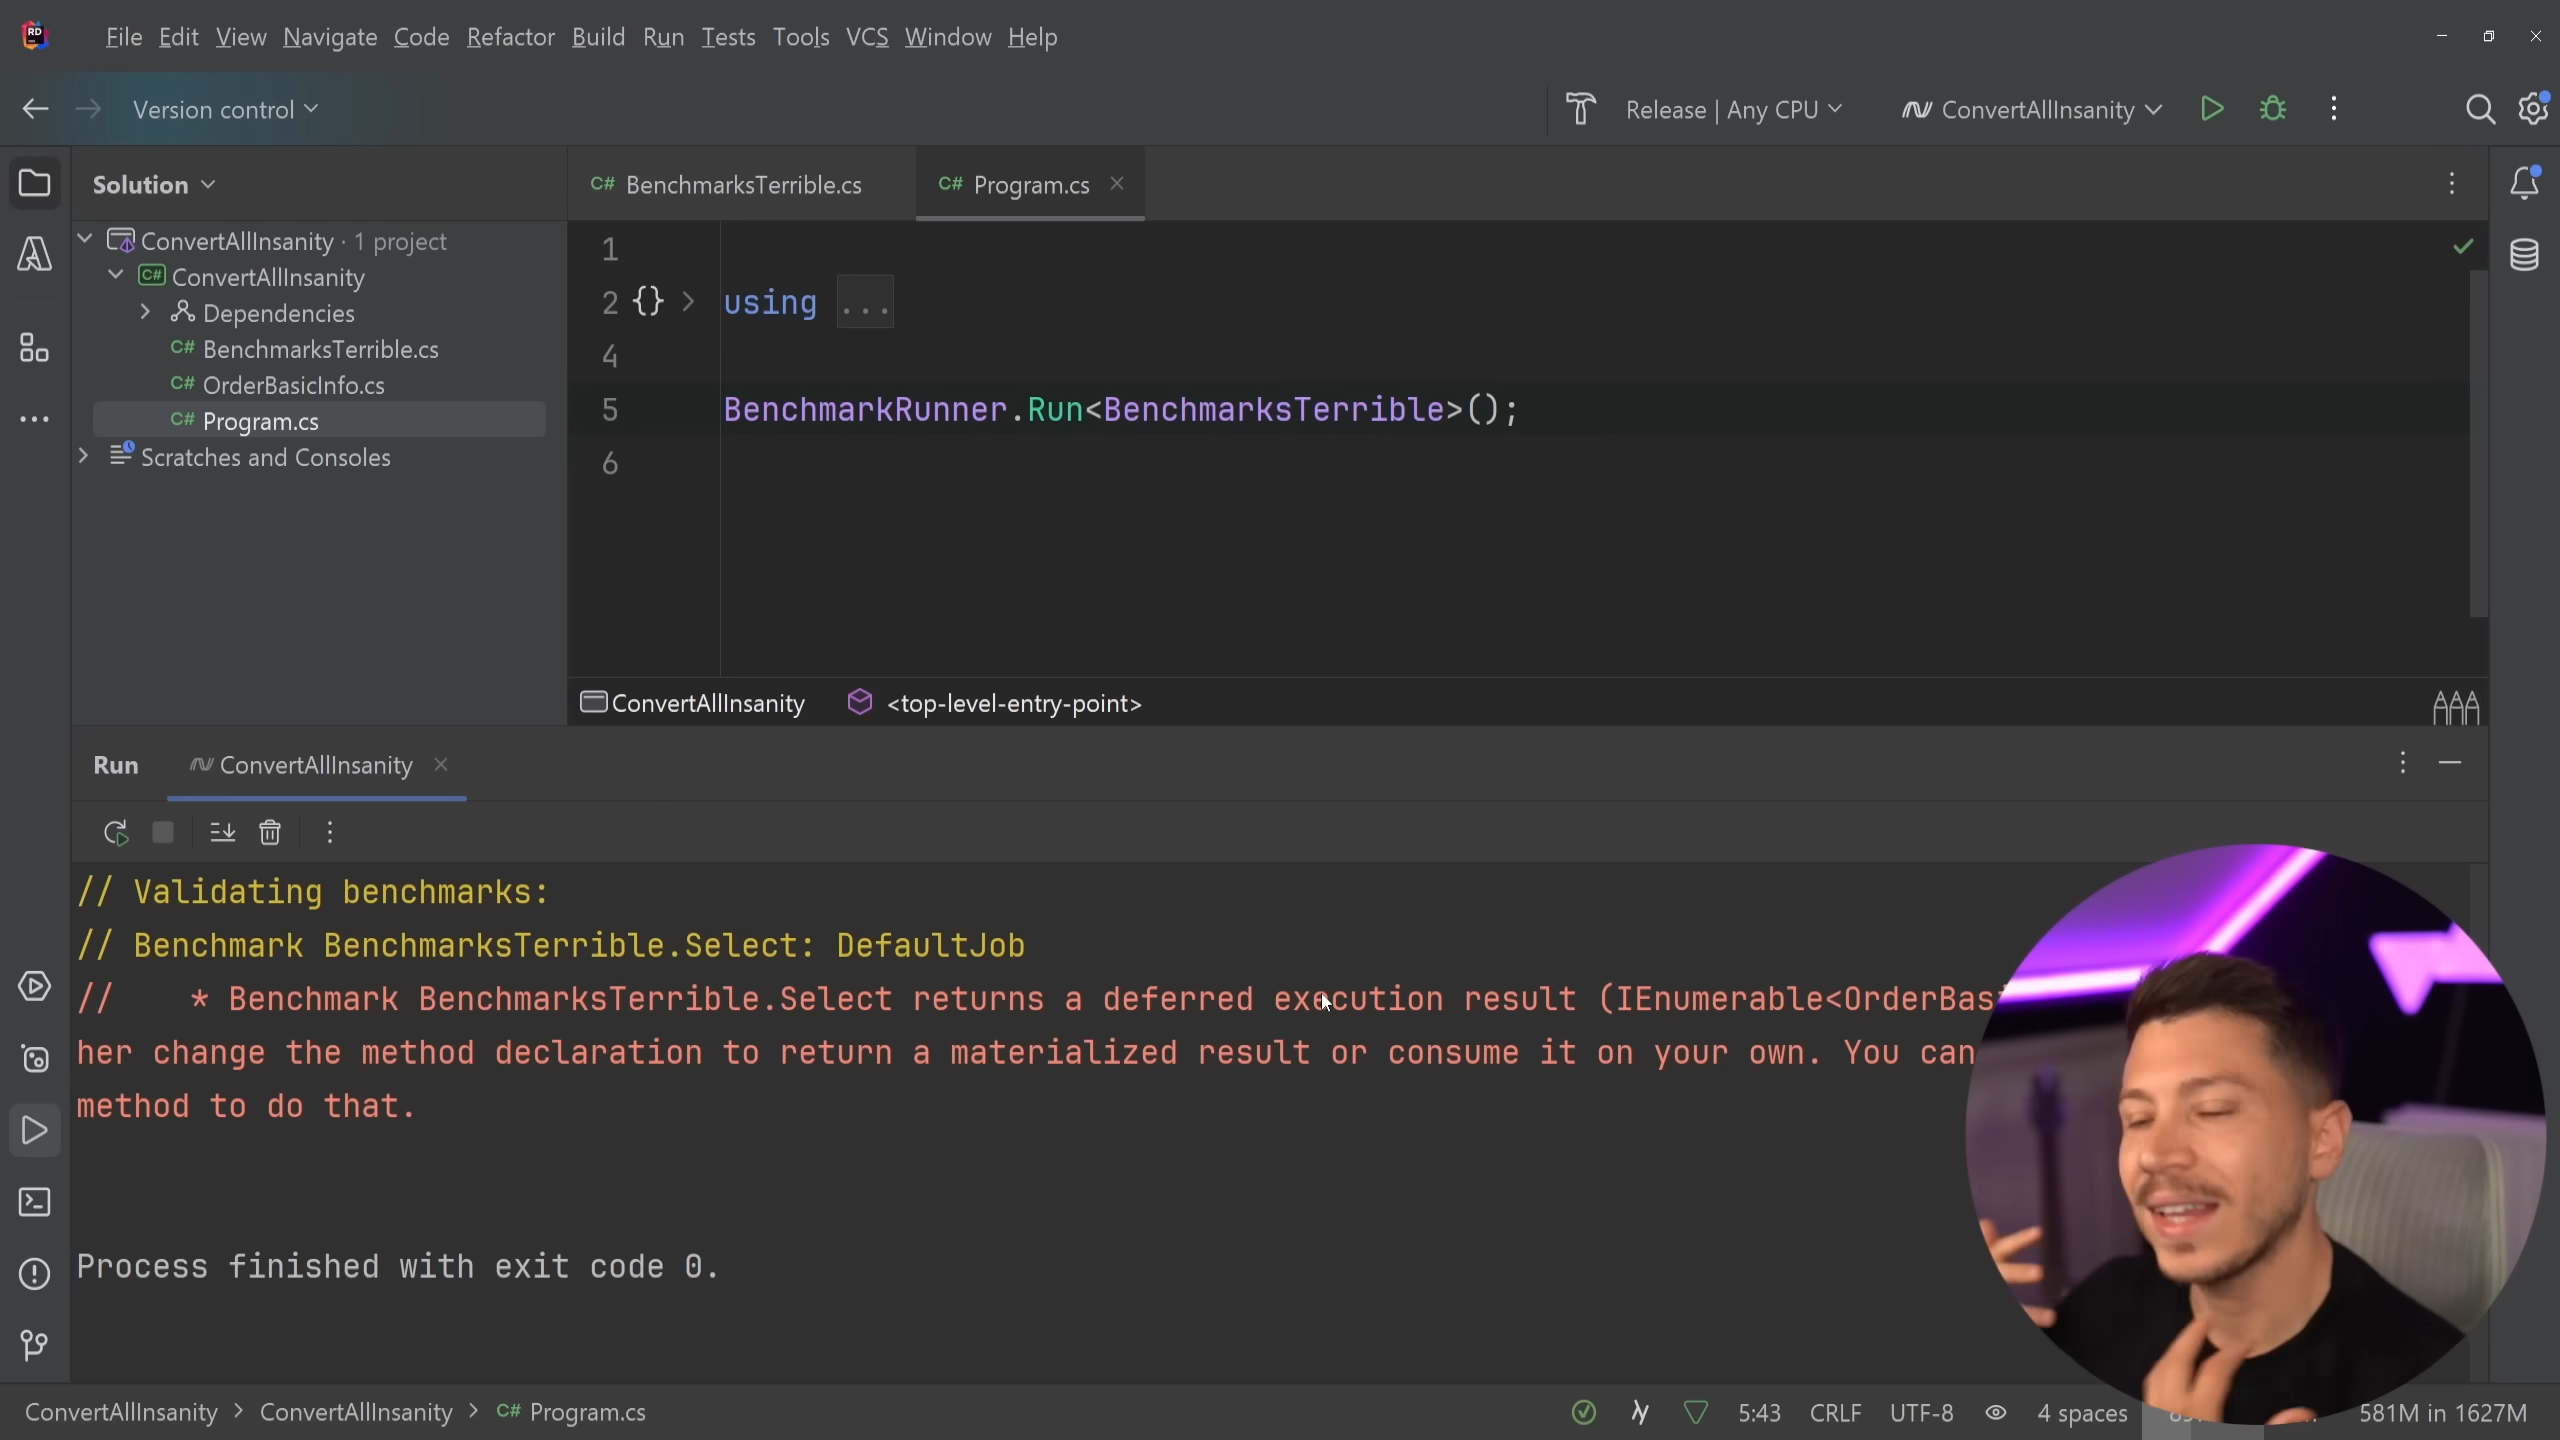 RD
File Edit View Navigate Code Refactor Build Run Tests Tools VCS Window Help
Version control
Release | Any CPU
ConvertAllInsanity
Solution
C# BenchmarksTerrible.cs
C# Program.cs
ConvertAllInsanity · 1 project
C# ConvertAllInsanity
Dependencies
C# BenchmarksTerrible.cs
C# OrderBasicInfo.cs
C# Program.cs
Scratches and Consoles
1
2 {} using ...
4
5 BenchmarkRunner.Run<BenchmarksTerrible>();
6
ConvertAllInsanity <top-level-entry-point>
Run ConvertAllInsanity
// Validating benchmarks:
// Benchmark BenchmarksTerrible.Select: DefaultJob
// * Benchmark BenchmarksTerrible.Select returns a deferred execution result (IEnumerable<OrderBasi
her change the method declaration to return a materialized result or consume it on your own. You can
method to do that.
Process finished with exit code 0.
ConvertAllInsanity > ConvertAllInsanity > C# Program.cs
5:43 CRLF UTF-8 4 spaces 581M in 1627M